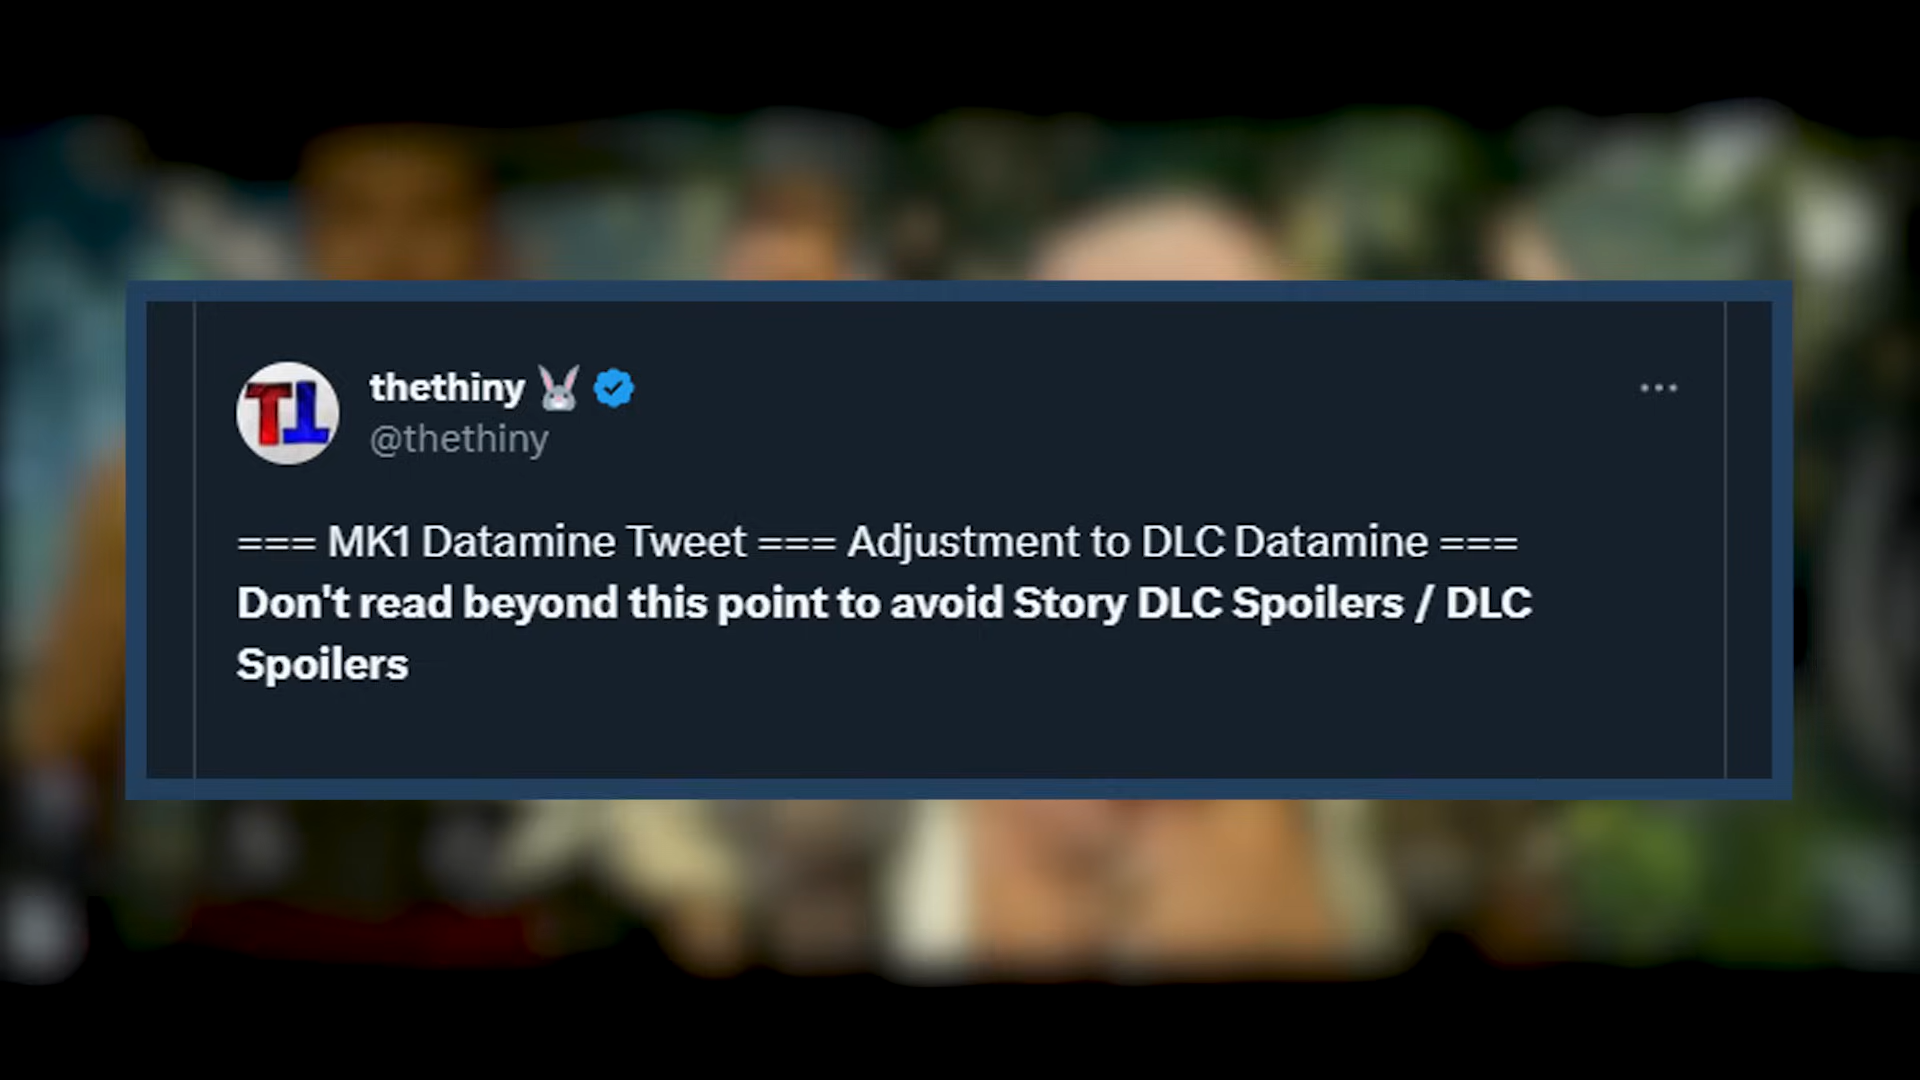 thethiny 🐰
@thethiny
=== MK1 Datamine Tweet === Adjustment to DLC Datamine ===
Don't read beyond this point to avoid Story DLC Spoilers / DLC
Spoilers